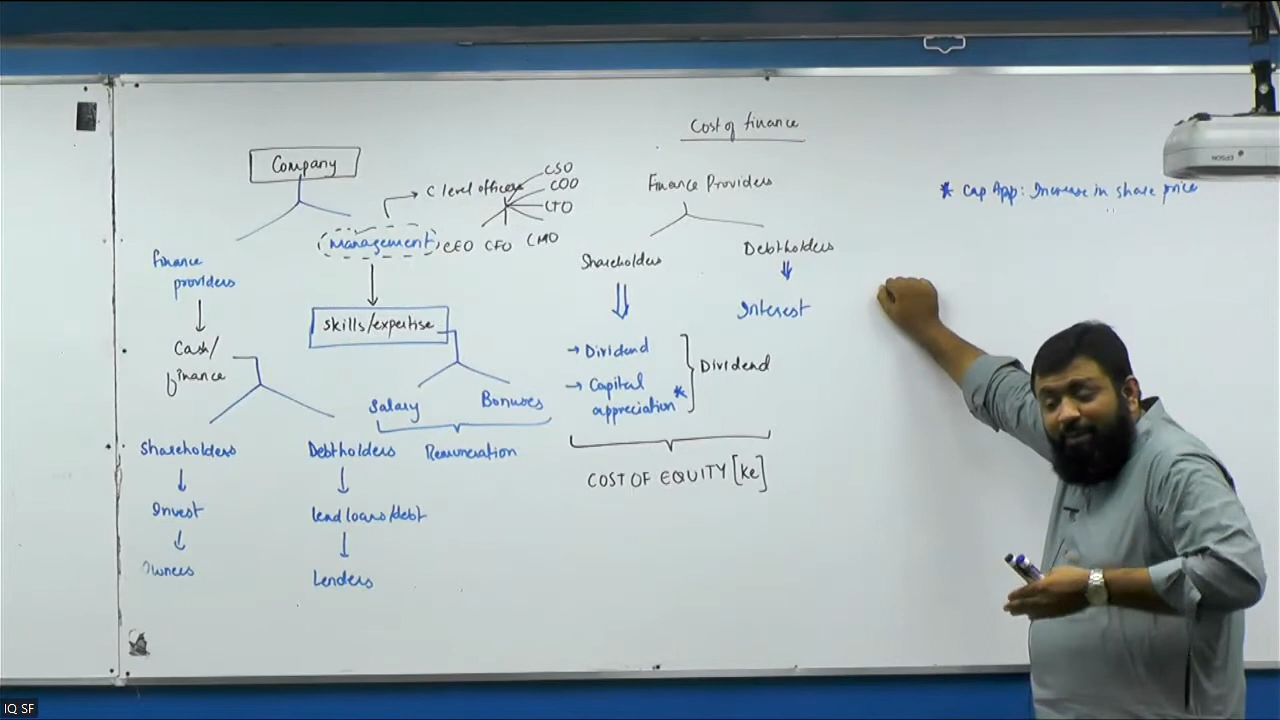 Cost of finance
Company
C level officers
CSO
COO
CTO
CMO
CFO
CEO
management
Finance Providers
* Cap App: Increase in share price
finance
providers
Shareholders
Debtholders
Interest
Skills/expertise
Cash/
finance
→ Dividend
→ Capital
appreciation*
Dividend
Salary
Bonuses
Remuneration
Shareholders
Debtholders
COST OF EQUITY [Ke]
Invest
lend loans/debt
Owners
Lenders
EPSON
IQ SF